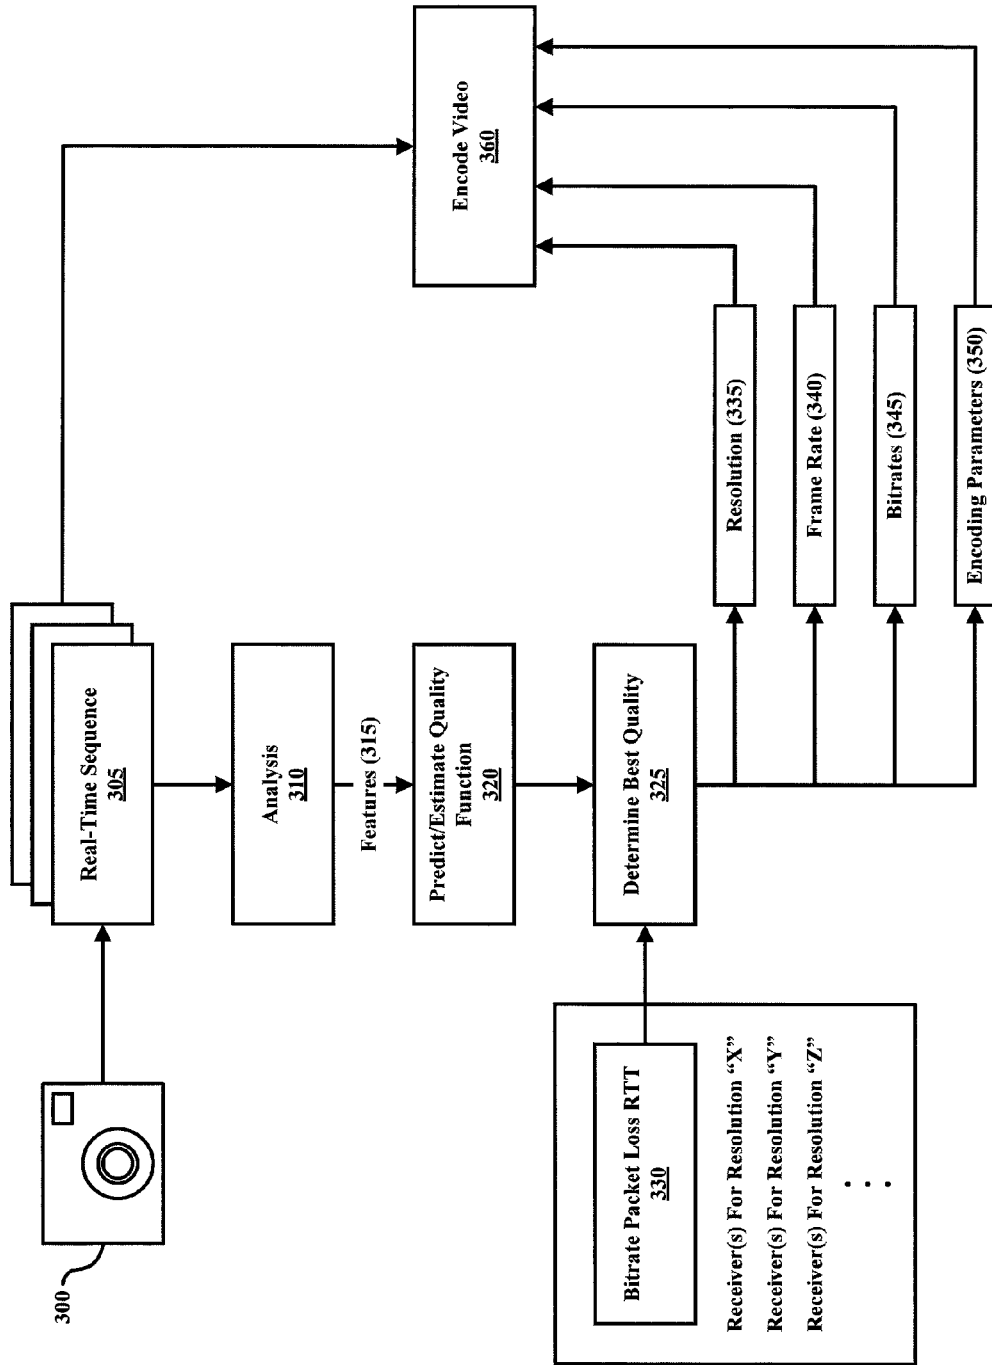 300
Real-Time Sequence
305
Analysis
310
Features (315)
Predict/Estimate Quality
Function
320
Determine Best Quality
325
Bitrate Packet Loss RTT
330
Receiver(s) For Resolution “X”
Receiver(s) For Resolution “Y”
Receiver(s) For Resolution “Z”
. . .
Resolution (335)
Frame Rate (340)
Bitrates (345)
Encoding Parameters (350)
Encode Video
360